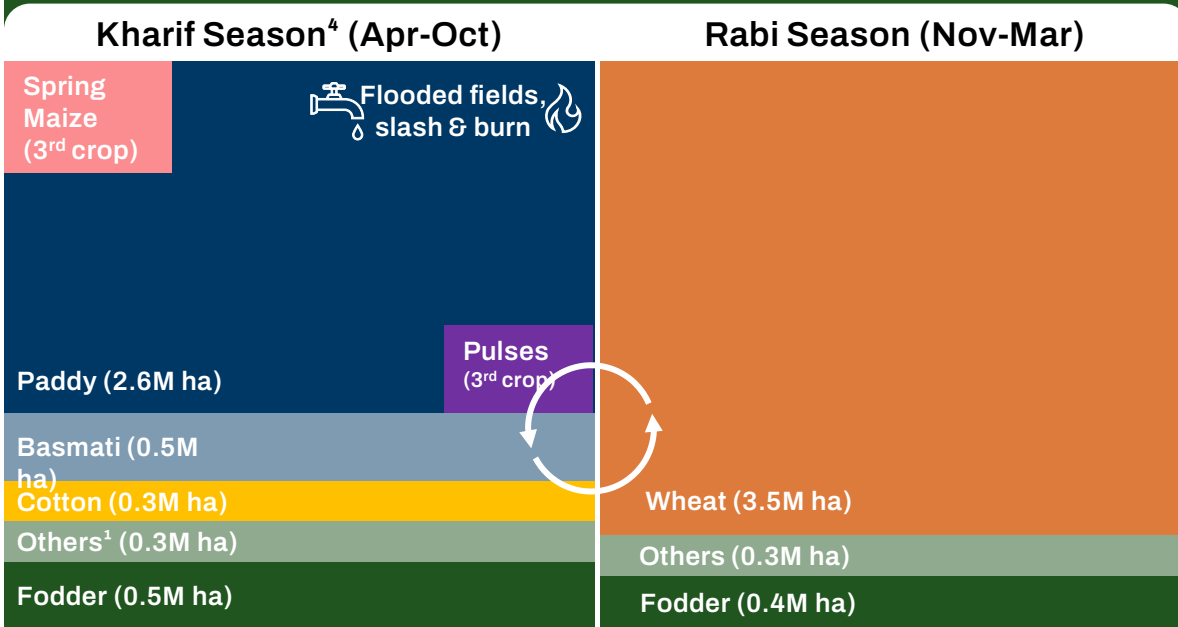 Kharif Season⁴ (Apr-Oct)
Rabi Season (Nov-Mar)
Spring
Maize
(3rd crop)
Flooded fields,
slash & burn
Pulses
(3rd crop)
Paddy (2.6M ha)
Basmati (0.5M
ha)
Cotton (0.3M ha)
Others¹ (0.3M ha)
Fodder (0.5M ha)
Wheat (3.5M ha)
Others (0.3M ha)
Fodder (0.4M ha)